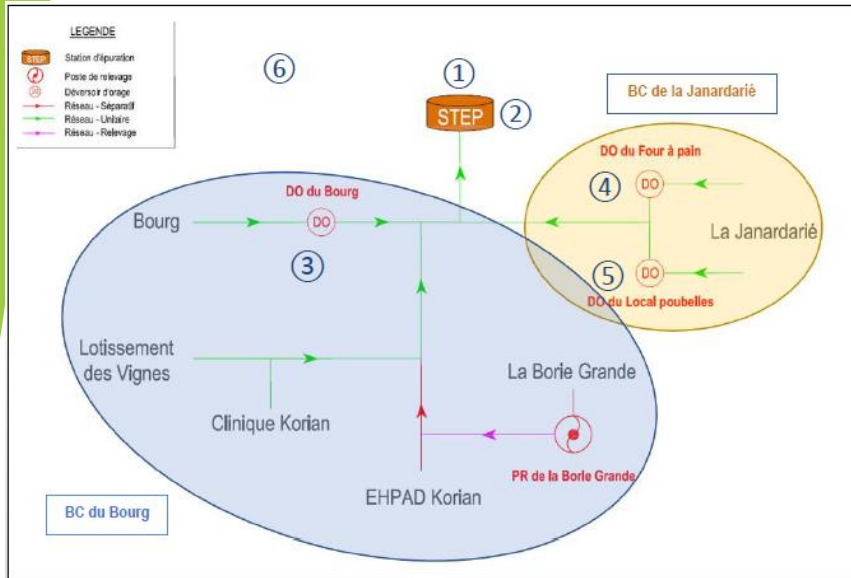 LEGENDE
STEP
Station d'épuration
Poste de relevage
DO
Déversoir d'orage
Réseau - Séparatif
Réseau - Unitaire
Réseau - Relevage
6
1
STEP
2
BC de la Janardarié
DO du Four à pain
4
DO
La Janardarié
5
DO
DO du Local poubelles
DO du Bourg
Bourg
DO
3
Lotissement
des Vignes
Clinique Korian
La Borie Grande
PR de la Borie Grande
EHPAD Korian
BC du Bourg